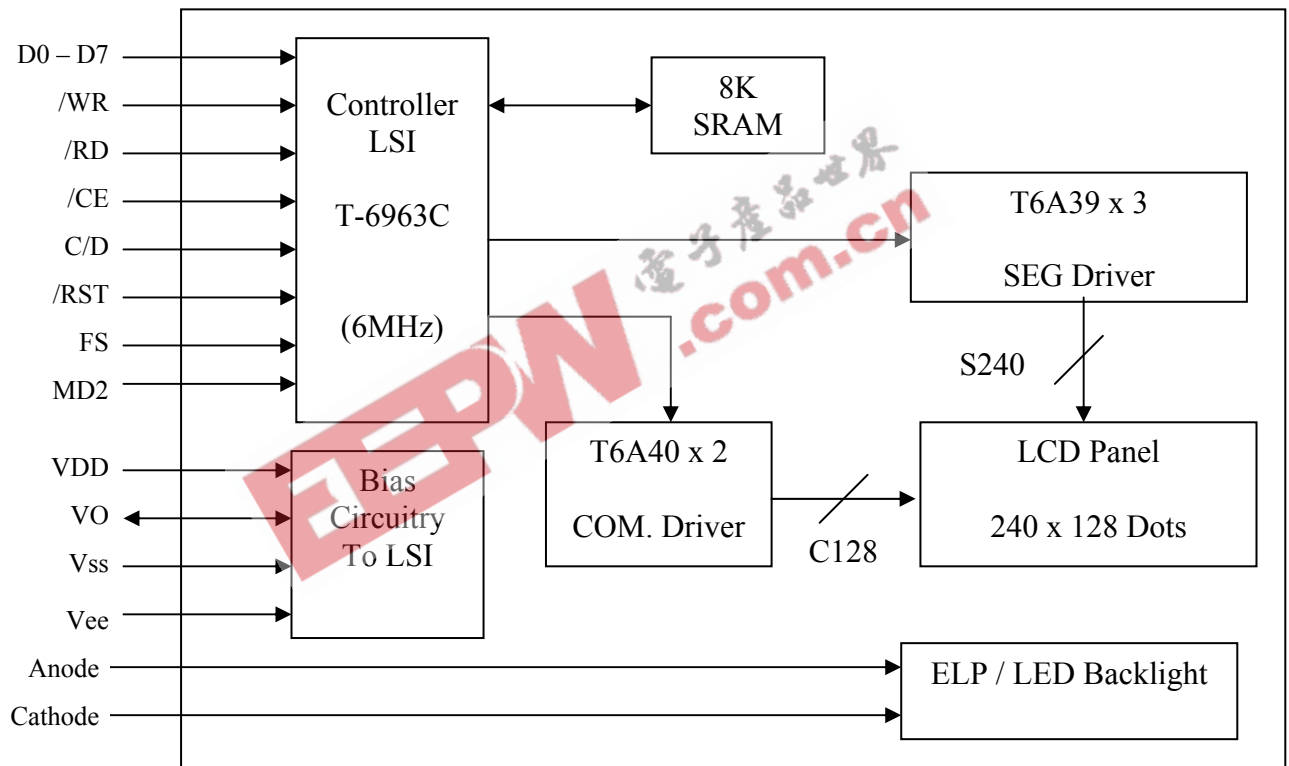 D0 – D7
/WR
/RD
/CE
C/D
/RST
FS
MD2
VDD
VO
Vss
Vee
Anode
Cathode
Controller
LSI
T-6963C
(6MHz)
8K
SRAM
T6A39 x 3
SEG Driver
S240
Bias
Circuitry
To LSI
T6A40 x 2
COM. Driver
C128
LCD Panel
240 x 128 Dots
ELP / LED Backlight
EEPW
電子產品世界
.com.cn